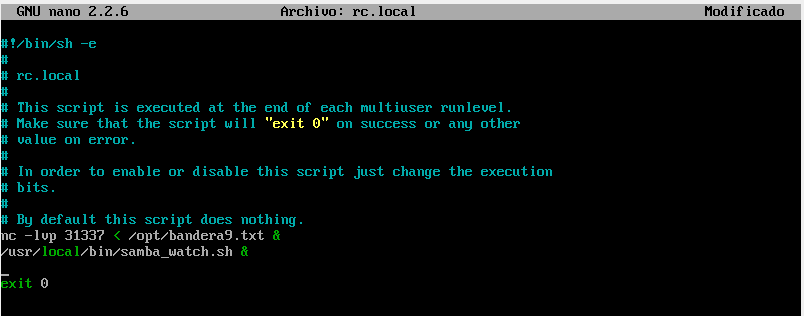 GNU nano 2.2.6 Archivo: rc.local Modificado
#!/bin/sh -e
#
# rc.local
#
# This script is executed at the end of each multiuser runlevel.
# Make sure that the script will "exit 0" on success or any other
# value on error.
#
# In order to enable or disable this script just change the execution
# bits.
#
# By default this script does nothing.
nc -lvp 31337 < /opt/bandera9.txt &
/usr/local/bin/samba_watch.sh &
exit 0